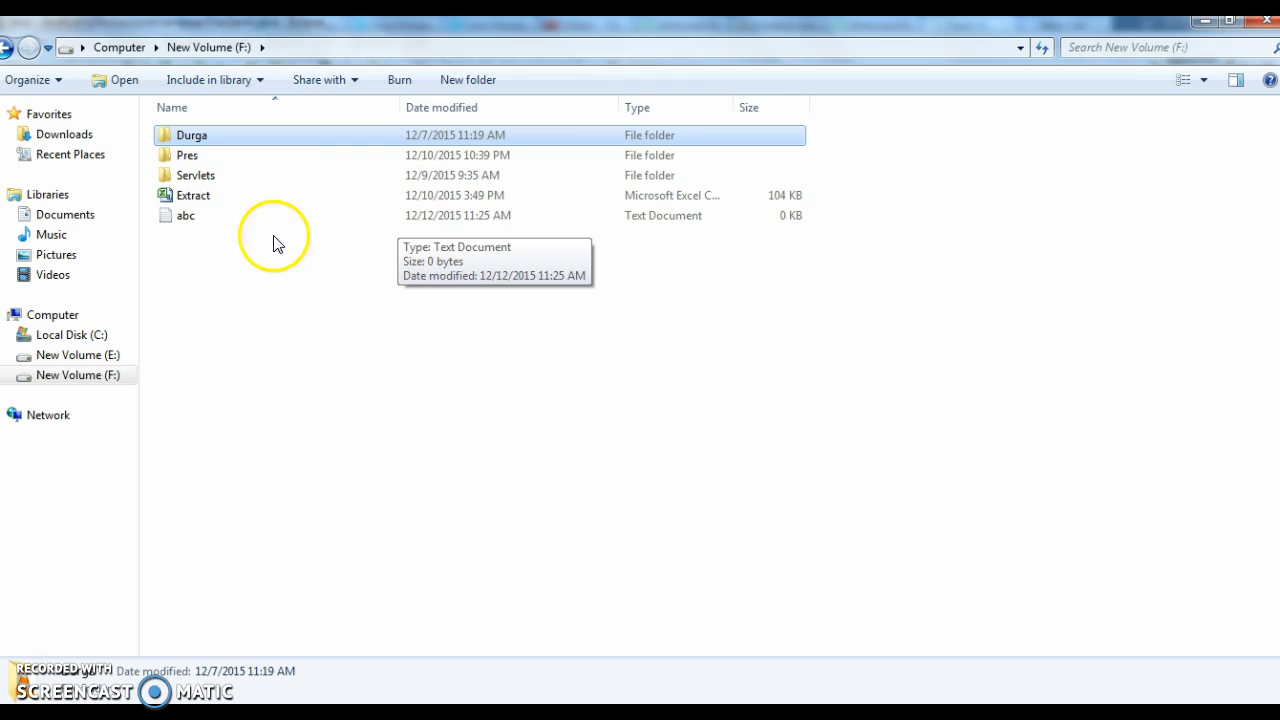 Computer New Volume (F:)
Search New Volume (F:)
Organize Open Include in library Share with Burn New folder
Name Date modified Type Size
Favorites
Downloads
Recent Places
Libraries
Documents
Music
Pictures
Videos
Computer
Local Disk (C:)
New Volume (E:)
New Volume (F:)
Network
Durga 12/7/2015 11:19 AM File folder
Pres 12/10/2015 10:39 PM File folder
Servlets 12/9/2015 9:35 AM File folder
Extract 12/10/2015 3:49 PM Microsoft Excel C... 104 KB
abc 12/12/2015 11:25 AM Text Document 0 KB
Type: Text Document
Size: 0 bytes
Date modified: 12/12/2015 11:25 AM
Durga Date modified: 12/7/2015 11:19 AM
RECORDED WITH
SCREENCAST MATIC